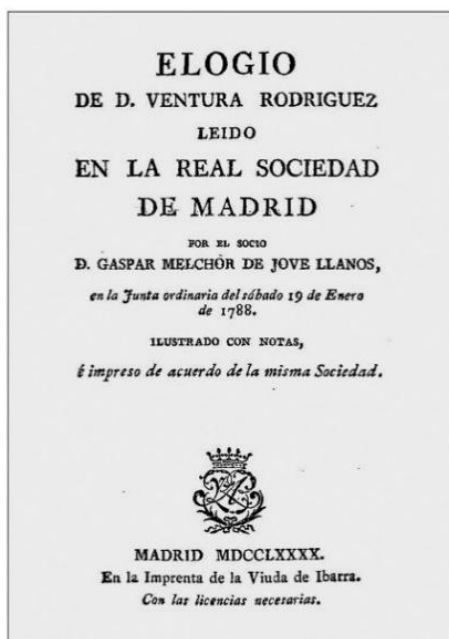 ELOGIO
DE D. VENTURA RODRIGUEZ
LEIDO
EN LA REAL SOCIEDAD
DE MADRID
POR EL SOCIO
D. GASPAR MELCHÒR DE JOVE LLANOS,
en la Junta ordinaria del sábado 19 de Enero
de 1788.
ILUSTRADO CON NOTAS,
é impreso de acuerdo de la misma Sociedad.
MADRID MDCCLXXXX.
En la Imprenta de la Viuda de Ibarra.
Con las licencias necesarias.